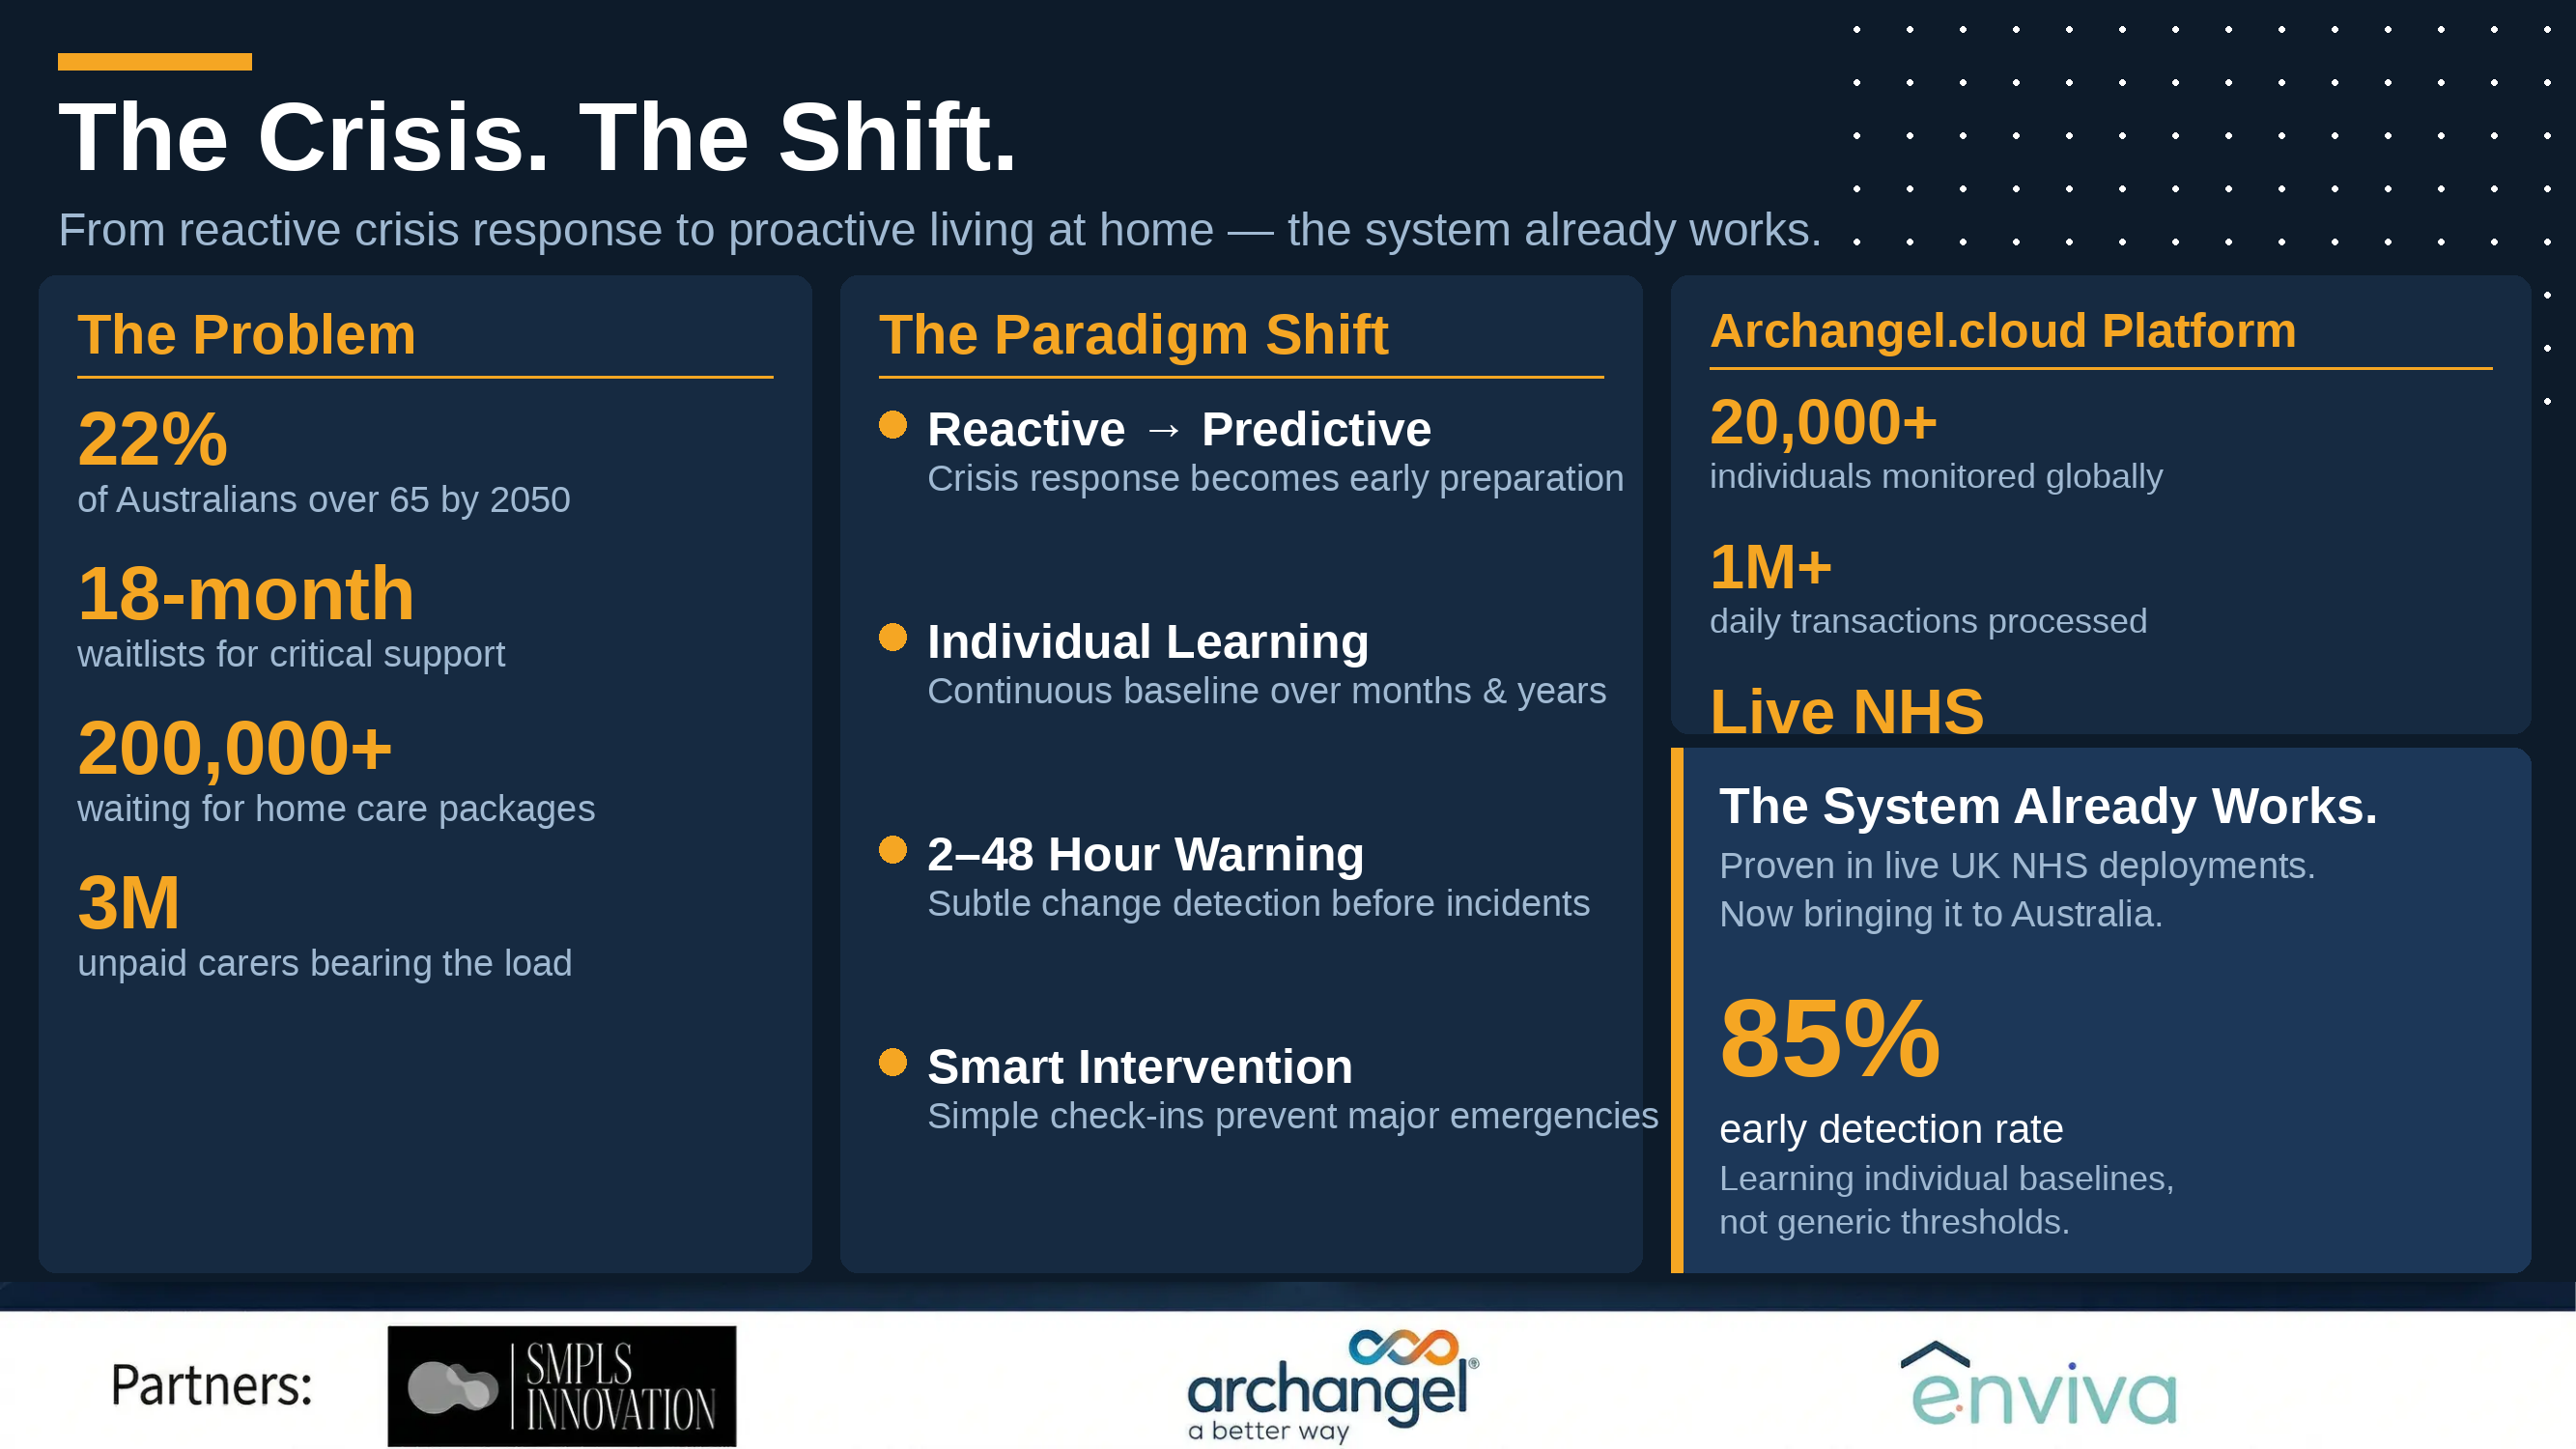 The Crisis. The Shift.
From reactive crisis response to proactive living at home — the system already works.
The Problem
22%
of Australians over 65 by 2050
18-month
waitlists for critical support
200,000+
waiting for home care packages
3M
unpaid carers bearing the load
The Paradigm Shift
Reactive → Predictive
Crisis response becomes early preparation
Individual Learning
Continuous baseline over months & years
2–48 Hour Warning
Subtle change detection before incidents
Smart Intervention
Simple check-ins prevent major emergencies
Archangel.cloud Platform
20,000+
individuals monitored globally
1M+
daily transactions processed
Live NHS
The System Already Works.
Proven in live UK NHS deployments.
Now bringing it to Australia.
85%
early detection rate
Learning individual baselines,
not generic thresholds.
Partners:
SMPLS
INNOVATION
archangel®
a better way
enviva